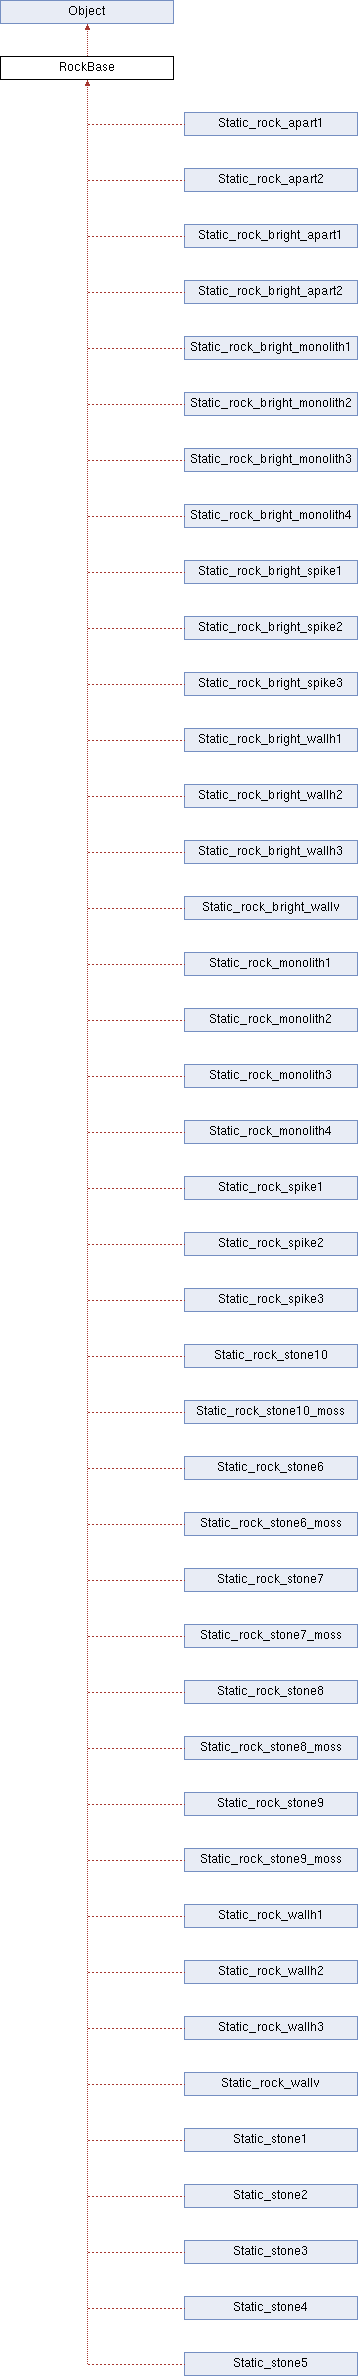 Object
RockBase
Static_rock_apart1
Static_rock_apart2
Static_rock_bright_apart1
Static_rock_bright_apart2
Static_rock_bright_monolith1
Static_rock_bright_monolith2
Static_rock_bright_monolith3
Static_rock_bright_monolith4
Static_rock_bright_spike1
Static_rock_bright_spike2
Static_rock_bright_spike3
Static_rock_bright_wallh1
Static_rock_bright_wallh2
Static_rock_bright_wallh3
Static_rock_bright_wallv
Static_rock_monolith1
Static_rock_monolith2
Static_rock_monolith3
Static_rock_monolith4
Static_rock_spike1
Static_rock_spike2
Static_rock_spike3
Static_rock_stone10
Static_rock_stone10_moss
Static_rock_stone6
Static_rock_stone6_moss
Static_rock_stone7
Static_rock_stone7_moss
Static_rock_stone8
Static_rock_stone8_moss
Static_rock_stone9
Static_rock_stone9_moss
Static_rock_wallh1
Static_rock_wallh2
Static_rock_wallh3
Static_rock_wallv
Static_stone1
Static_stone2
Static_stone3
Static_stone4
Static_stone5